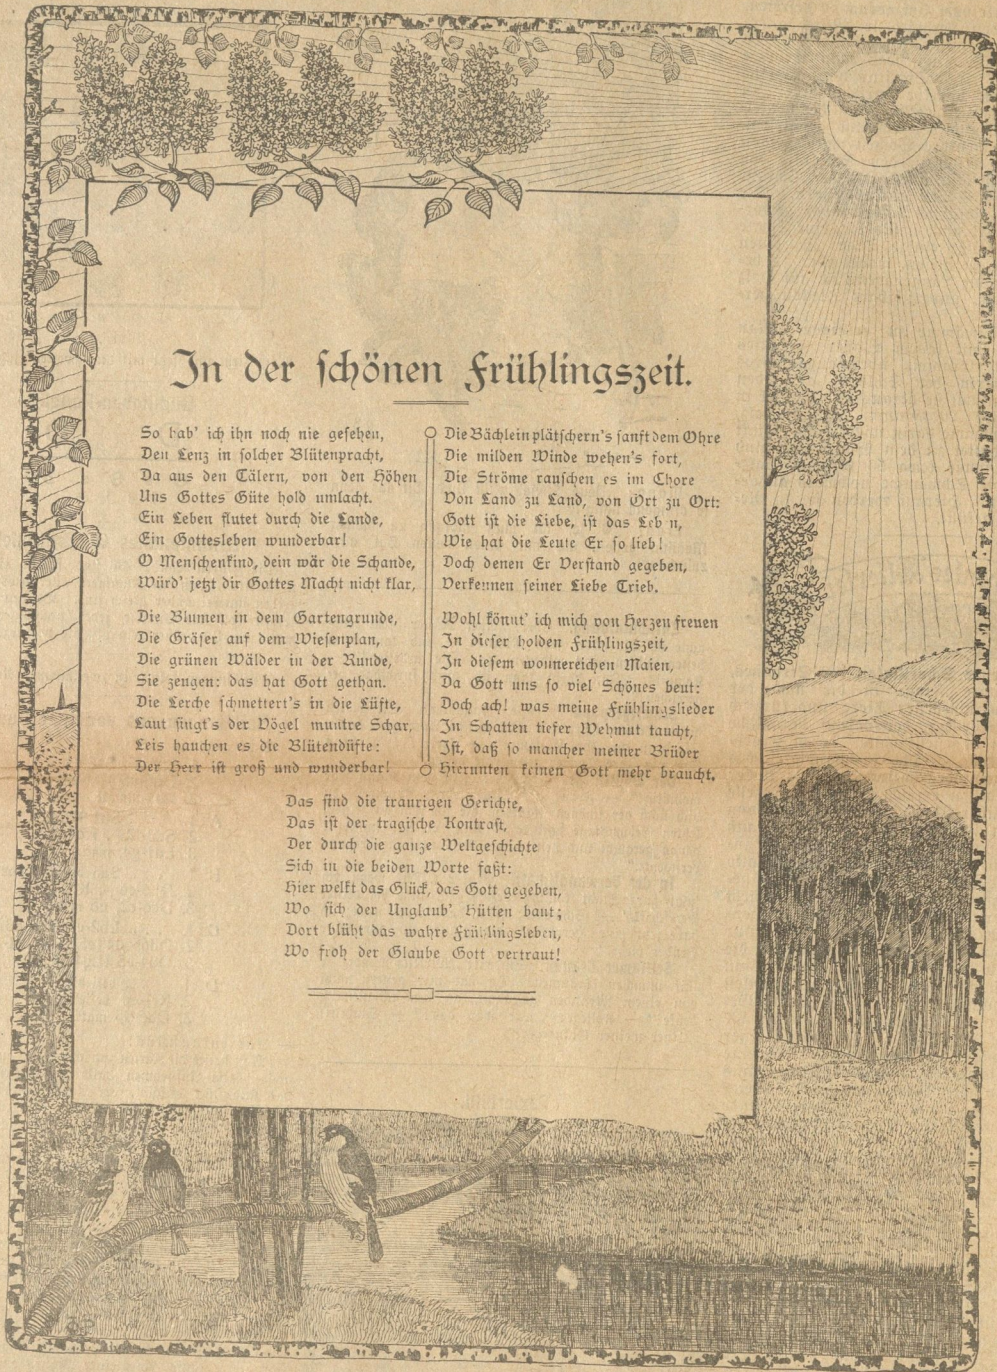 In der schönen Frühlingszeit.
So hab' ich ihn noch nie gesehen,
Den Lenz in solcher Blütenpracht,
Da aus den Tälern, von den Höhen
Uns Gottes Güte hold umlacht.
Ein Leben flutet durch die Lande,
Ein Gottesleben wunderbar!
O Menschenkind, dein wär die Schande,
Würd' jetzt dir Gottes Macht nicht klar,
Die Blumen in dem Gartengrunde,
Die Gräser auf dem Wiesenplan,
Die grünen Wälder in der Runde,
Sie zeugen: das hat Gott gethan.
Die Lerche schmettert's in die Lüfte,
Laut singt's der Vögel muntre Schar,
Leis hauchen es die Blütendüfte:
Der Herr ist groß und wunderbar!
Die Bächlein plätschern's sanft dem Ohre
Die milden Winde wehen's fort,
Die Ströme rauschen es im Chore
Von Land zu Land, von Ort zu Ort:
Gott ist die Liebe, ist das Leb n,
Wie hat die Leute Er so lieb!
Doch denen Er Verstand gegeben,
Verkennen seiner Liebe Trieb.
Wohl könnt' ich mich von Herzen freuen
In dieser holden Frühlingszeit,
In diesem wonnereichen Maien,
Da Gott uns so viel Schönes beut:
Doch ach! was meine Frühlingslieder
In Schatten tiefer Wehmut taucht,
Ist, daß so mancher meiner Brüder
Hierunten keinen Gott mehr braucht.
Das sind die traurigen Gerichte,
Das ist der tragische Kontrast,
Der durch die ganze Weltgeschichte
Sich in die beiden Worte faßt:
Hier welkt das Glück, das Gott gegeben,
Wo sich der Unglaub' Hütten baut;
Dort blüht das wahre Frühlingsleben,
Wo froh der Glaube Gott vertraut!